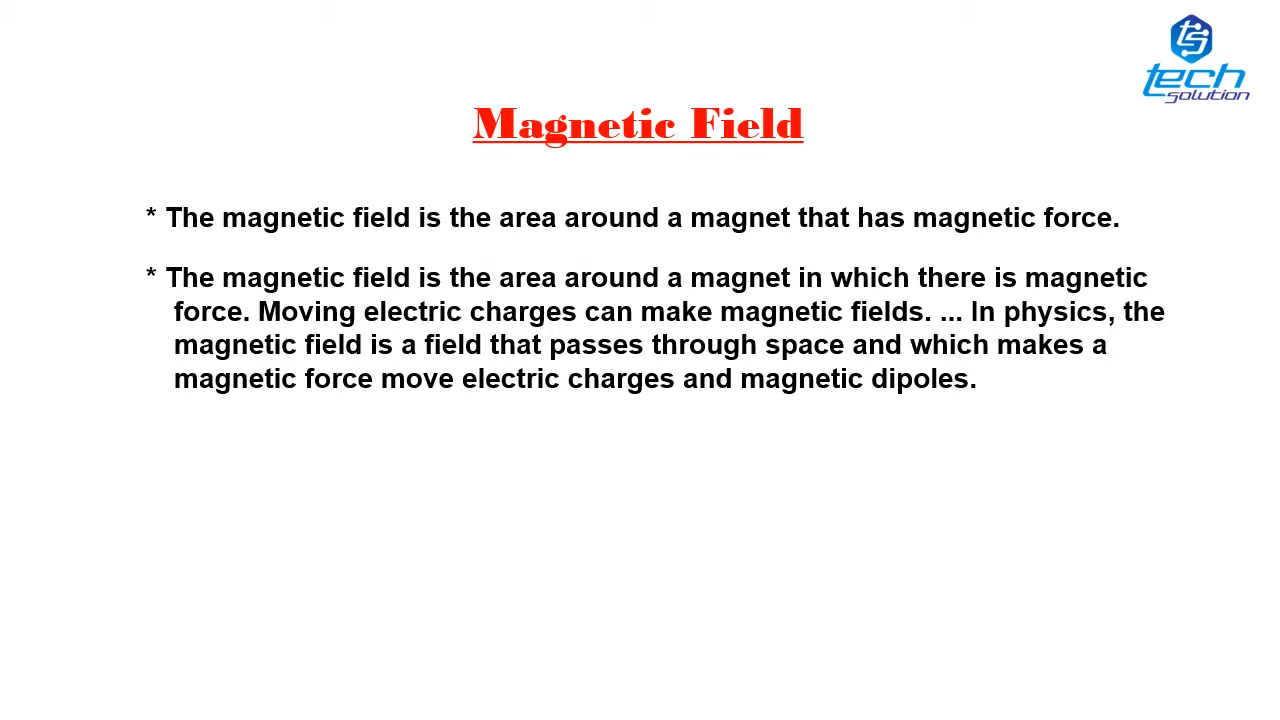 ts
tech
solution
Magnetic Field
* The magnetic field is the area around a magnet that has magnetic force.
* The magnetic field is the area around a magnet in which there is magnetic
force. Moving electric charges can make magnetic fields. ... In physics, the
magnetic field is a field that passes through space and which makes a
magnetic force move electric charges and magnetic dipoles.